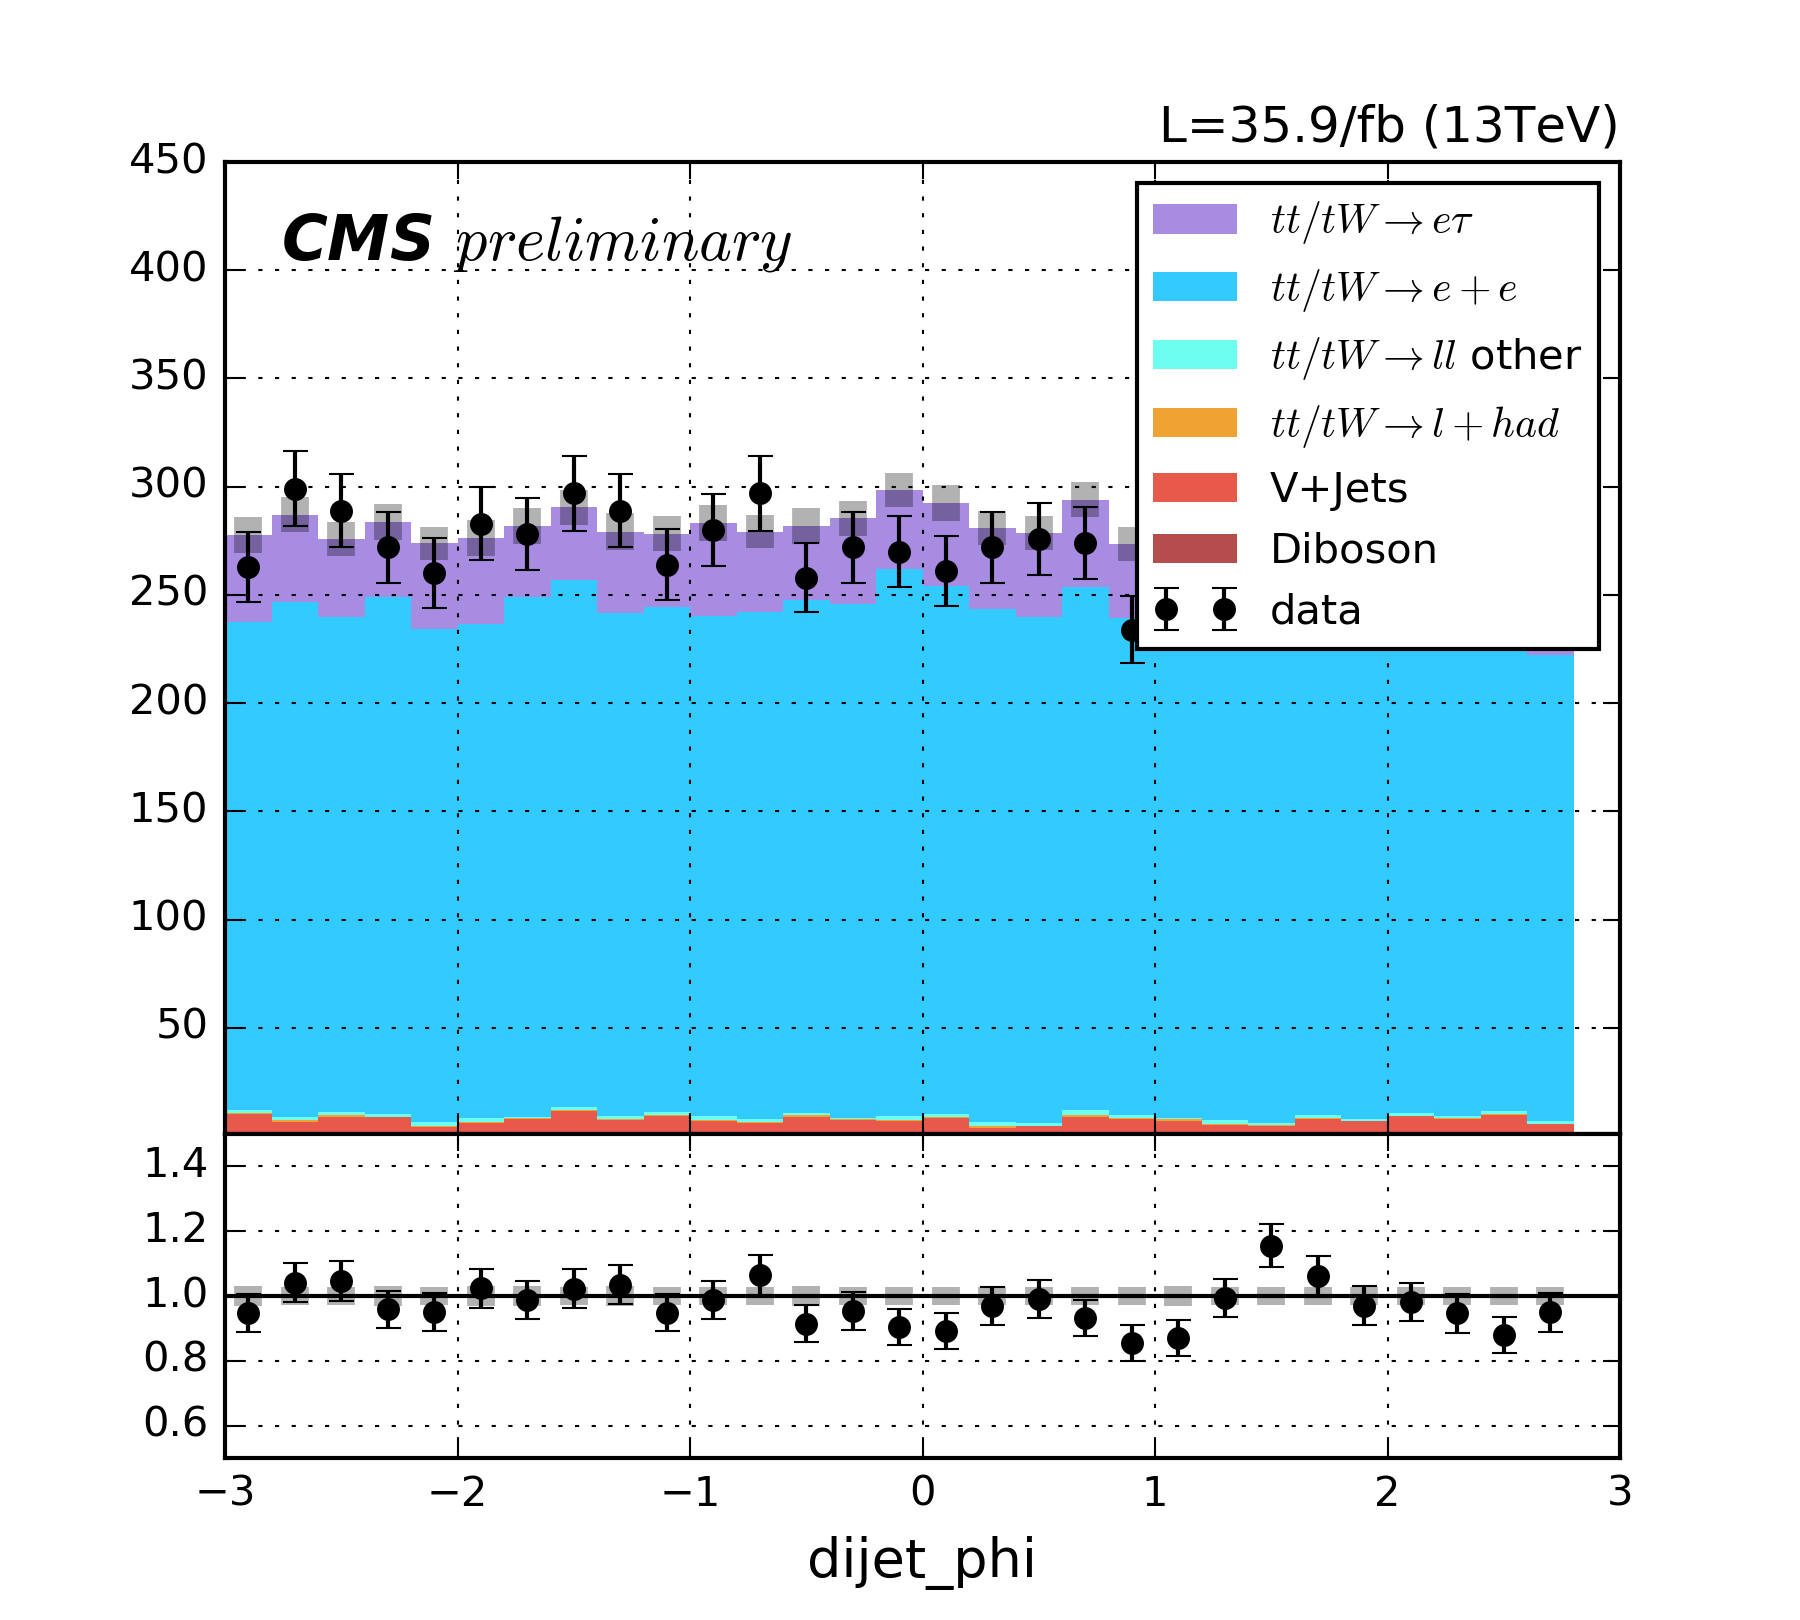 L=35.9/fb (13TeV)
CMS preliminary
450
400
350
300
250
200
150
100
50
tt/tW→eτ
tt/tW→e+e
tt/tW→ll other
tt/tW→l+had
V+Jets
Diboson
data
1.4
1.2
1.0
0.8
0.6
−3 −2 −1 0 1 2 3
dijet_phi